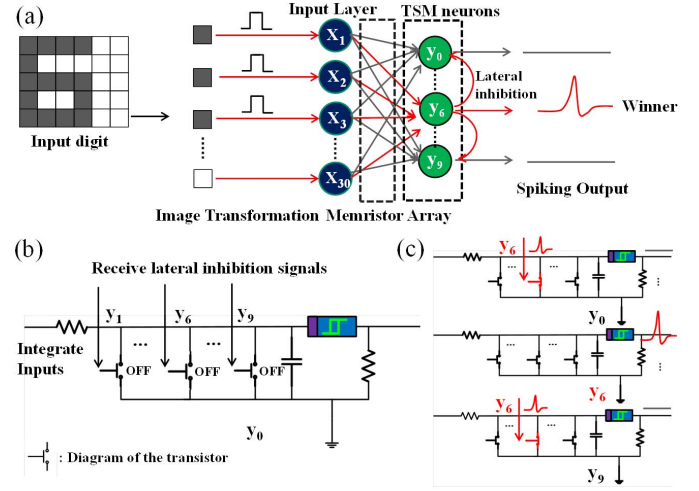 (a)
Input Layer
TSM neurons
X1
X2
X3
X30
y0
y6
y9
Lateral
inhibition
Winner
Input digit
Spiking Output
Image Transformation
Memristor Array
(b)
Receive lateral inhibition signals
y1
y6
y9
Integrate
Inputs
...
...
OFF
OFF
OFF
y0
: Diagram of the transistor
(c)
y6
...
...
y0
...
...
y6
y6
...
...
y9